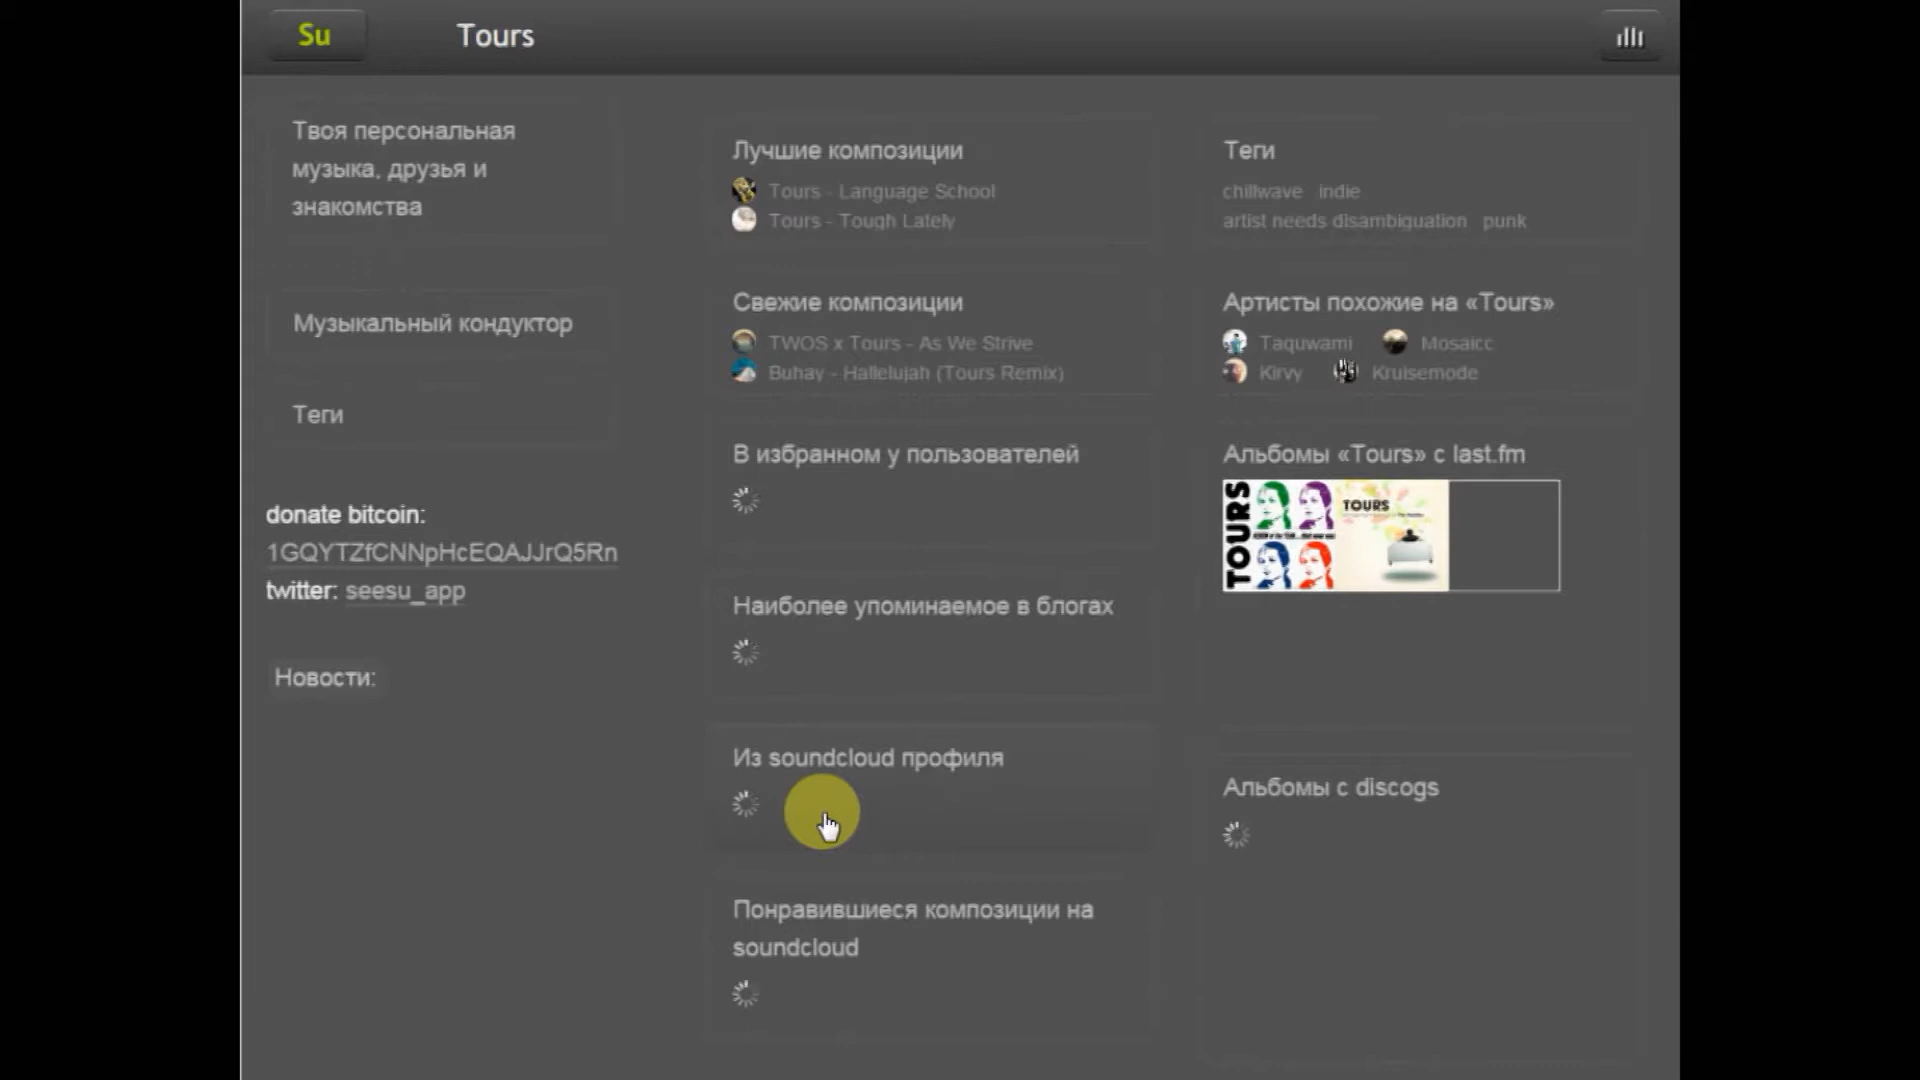 Su
Tours
Твоя персональная
музыка, друзья и
знакомства
Музыкальный кондуктор
Теги
donate bitcoin:
1GQYTZfCNNpHcEQAJJrQ5Rn
twitter: seesu_app
Новости:
Лучшие композиции
Tours - Language School
Tours - Tough Lately
Свежие композиции
TWOS x Tours - As We Strive
Buhay - Hallelujah (Tours Remix)
В избранном у пользователей
Наиболее упоминаемое в блогах
Из soundcloud профиля
Понравившиеся композиции на
soundcloud
Теги
chillwave indie
artist needs disambiguation punk
Артисты похожие на «Tours»
Taquwami Mosaicc
Kirvy Kruisemode
Альбомы «Tours» с last.fm
TOURS
TOURS
Альбомы с discogs